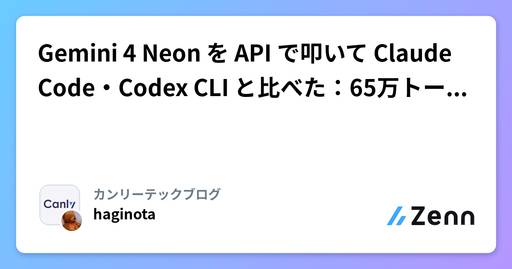 Gemini 4 Neon を API で叩いて Claude
Code・Codex CLI と比べた：65万トー...
Canly
カンリーテックブログ
haginota
Zenn